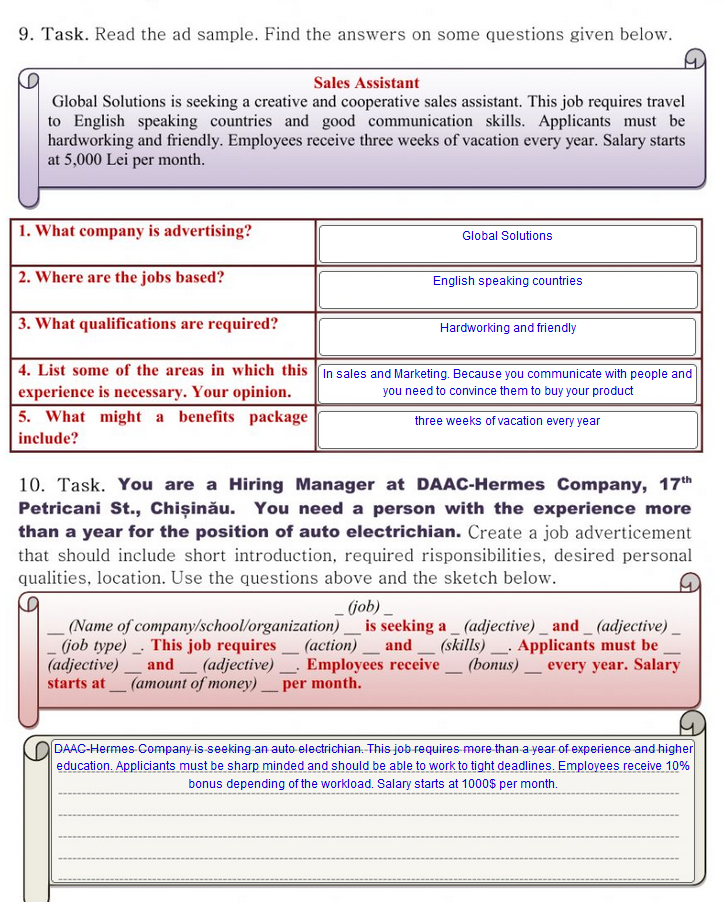 9. Task. Read the ad sample. Find the answers on some questions given below.
Sales Assistant
Global Solutions is seeking a creative and cooperative sales assistant. This job requires travel
to English speaking countries and good communication skills. Applicants must be
hardworking and friendly. Employees receive three weeks of vacation every year. Salary starts
at 5,000 Lei per month.
1. What company is advertising?
Global Solutions
2. Where are the jobs based?
English speaking countries
3. What qualifications are required?
Hardworking and friendly
4. List some of the areas in which this
experience is necessary. Your opinion.
In sales and Marketing. Because you communicate with people and
you need to convince them to buy your product
5. What might a benefits package
include?
three weeks of vacation every year
10. Task. You are a Hiring Manager at DAAC-Hermes Company, 17th
Petricani St., Chișinău. You need a person with the experience more
than a year for the position of auto electrichian. Create a job adverticement
that should include short introduction, required risponsibilities, desired personal
qualities, location. Use the questions above and the sketch below.
_ (job) _
__ (Name of company/school/organization) __ is seeking a _ (adjective) _ and _ (adjective) _
_ (job type) _. This job requires __ (action) __ and __ (skills) __. Applicants must be __
(adjective) __ and __ (adjective) __. Employees receive __ (bonus) __ every year. Salary
starts at __ (amount of money) __ per month.
DAAC-Hermes Company is seeking an auto electrichian. This job requires more than a year of experience and higher
education. Appliciants must be sharp minded and should be able to work to tight deadlines. Employees receive 10%
bonus depending of the workload. Salary starts at 1000$ per month.